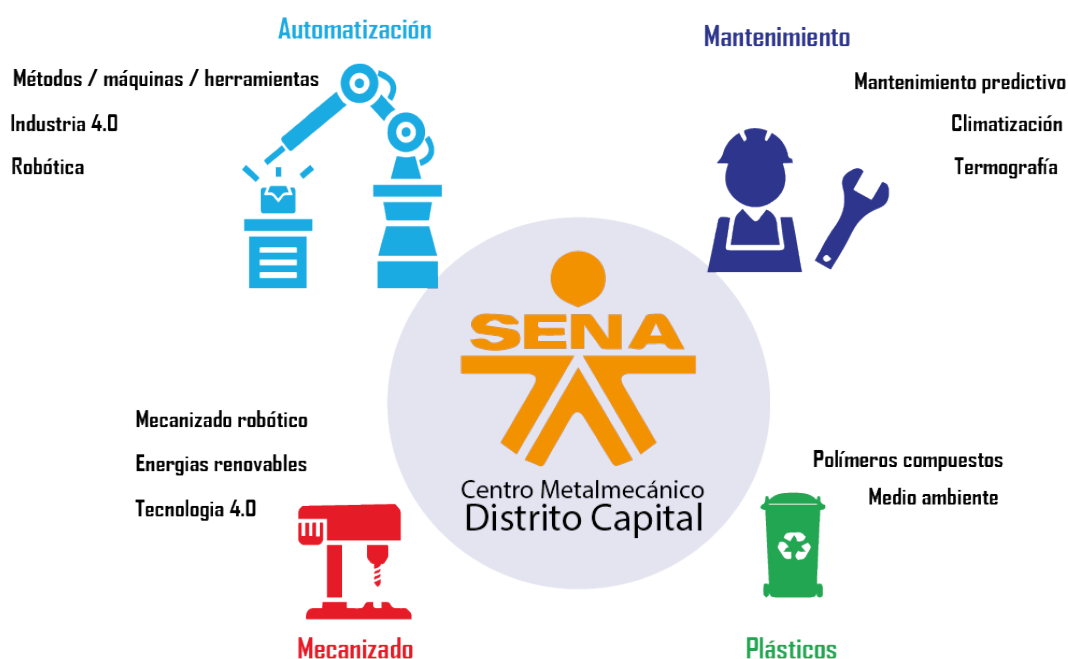 Automatización
Métodos / máquinas / herramientas
Industria 4.0
Robótica
Mantenimiento
Mantenimiento predictivo
Climatización
Termografía
SENA
Centro Metalmecánico
Distrito Capital
Mecanizado robótico
Energias renovables
Tecnologia 4.0
Mecanizado
Polímeros compuestos
Medio ambiente
Plásticos